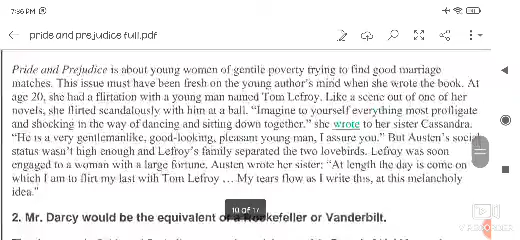 7:56 PM
pride and prejudice full.pdf
Pride and Prejudice is about young women of gentile poverty trying to find good marriage
matches. This issue must have been fresh on the young author's mind when she wrote the book. At
age 20, she had a flirtation with a young man named Tom Lefroy. Like a scene out of one of her
novels, she flirted scandalously with him at a ball. "Imagine to yourself everything most profligate
and shocking in the way of dancing and sitting down together," she wrote to her sister Cassandra.
"He is a very gentlemanlike, good-looking, pleasant young man, I assure you." But Austen's social
status wasn't high enough and Lefroy's family separated the two lovebirds. Lefroy was soon
engaged to a woman with a large fortune. Austen wrote her sister: "At length the day is come on
which I am to flirt my last with Tom Lefroy ... My tears flow as I write this, at this melancholy
idea."
10 of 17
2. Mr. Darcy would be the equivalent of a Rockefeller or Vanderbilt.
RECORDER